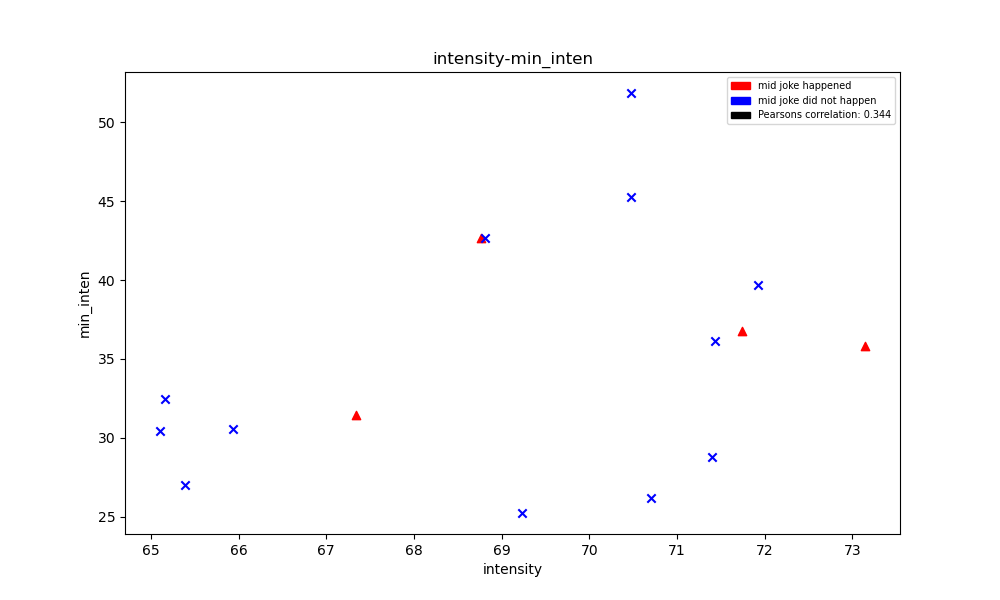 intensity-min_inten
mid joke happened
mid joke did not happen
Pearsons correlation: 0.344
50
45
40
35
30
25
min_inten
65 66 67 68 69 70 71 72 73
intensity